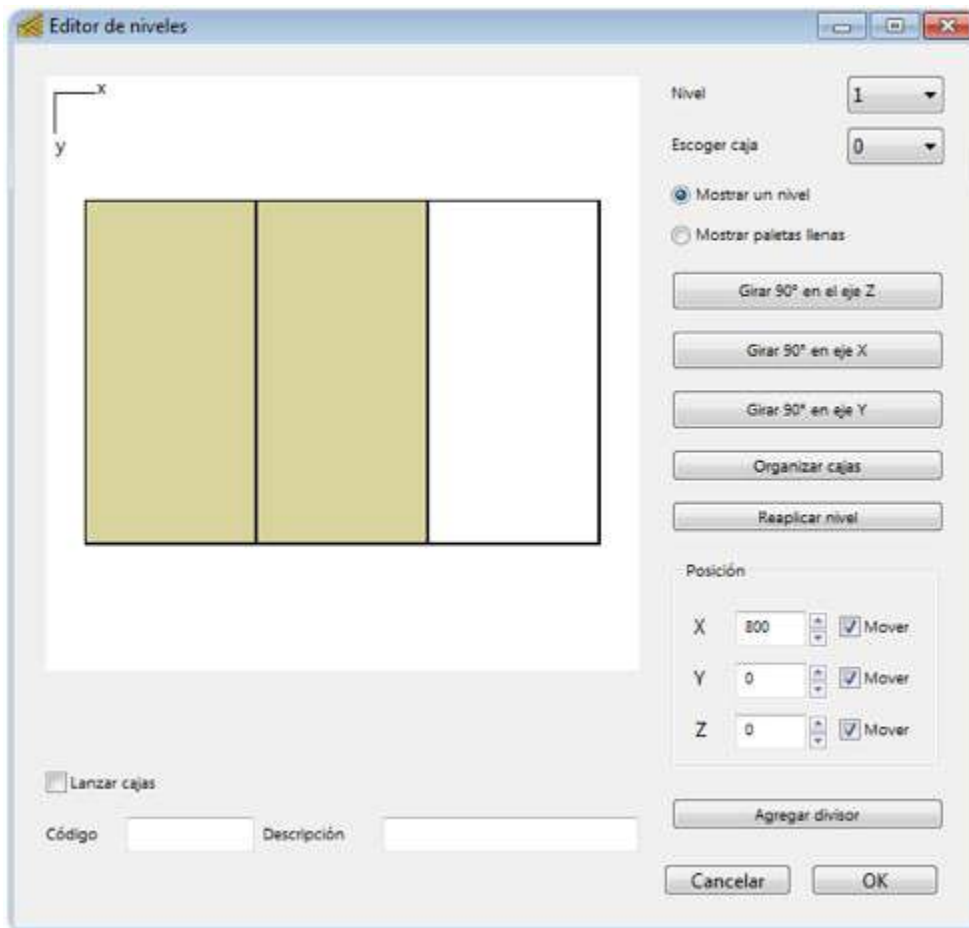 Editor de niveles
x
y
Nivel 1
Escoger caja 0
Mostrar un nivel
Mostrar paletas llenas
Girar 90° en el eje Z
Girar 90° en eje X
Girar 90° en eje Y
Organizar cajas
Reaplicar nivel
Posición
X 800 Mover
Y 0 Mover
Z 0 Mover
Lanzar cajas
Código Descripción
Agregar divisor
Cancelar OK